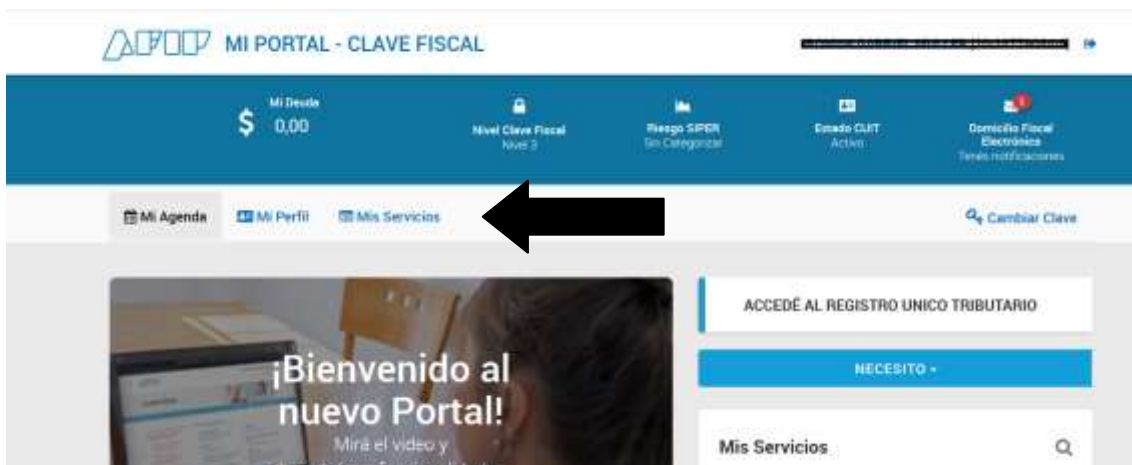 AFIP MI PORTAL - CLAVE FISCAL
Mi Deuda
$ 0,00
Nivel Clave Fiscal
Nivel 3
Riesgo SIPER
Sin Categorizar
Estado CUIT
Activo
Domicilio Fiscal
Electrónico
Tenés notificaciones
Mi Agenda
Mi Perfil
Mis Servicios
Cambiar Clave
¡Bienvenido al
nuevo Portal!
Mirá el video y
ACCEDÉ AL REGISTRO UNICO TRIBUTARIO
NECESITO
Mis Servicios